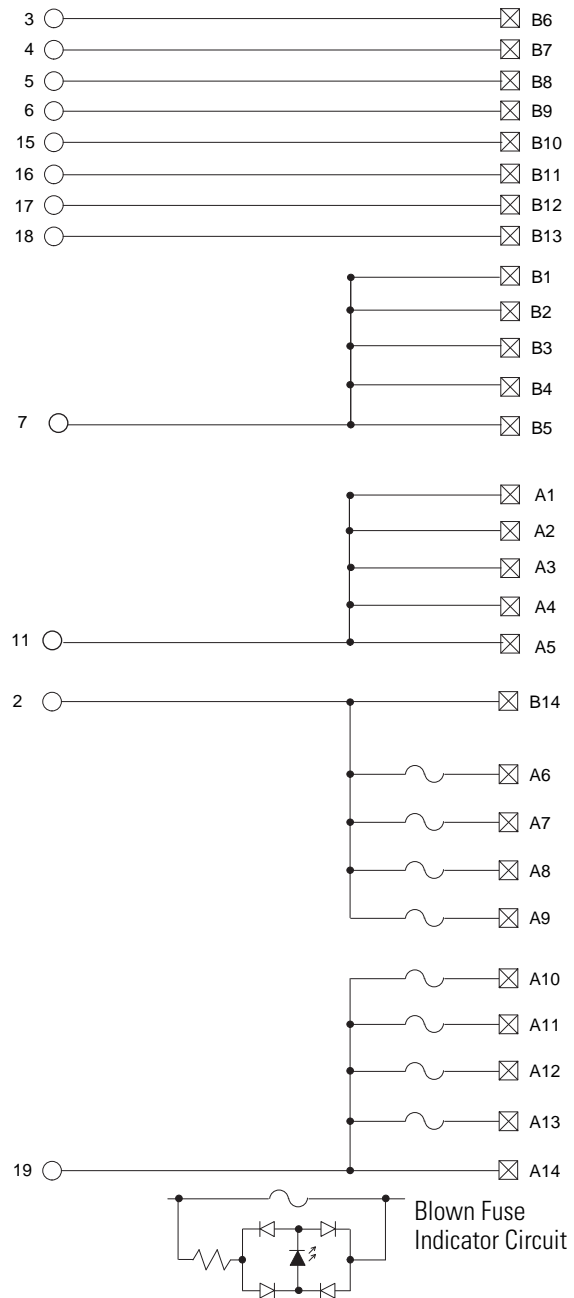 3 B6
4 B7
5 B8
6 B9
15 B10
16 B11
17 B12
18 B13
B1
B2
B3
B4
7 B5
A1
A2
A3
A4
11 A5
2 B14
A6
A7
A8
A9
A10
A11
A12
A13
19 A14
Blown Fuse
Indicator Circuit